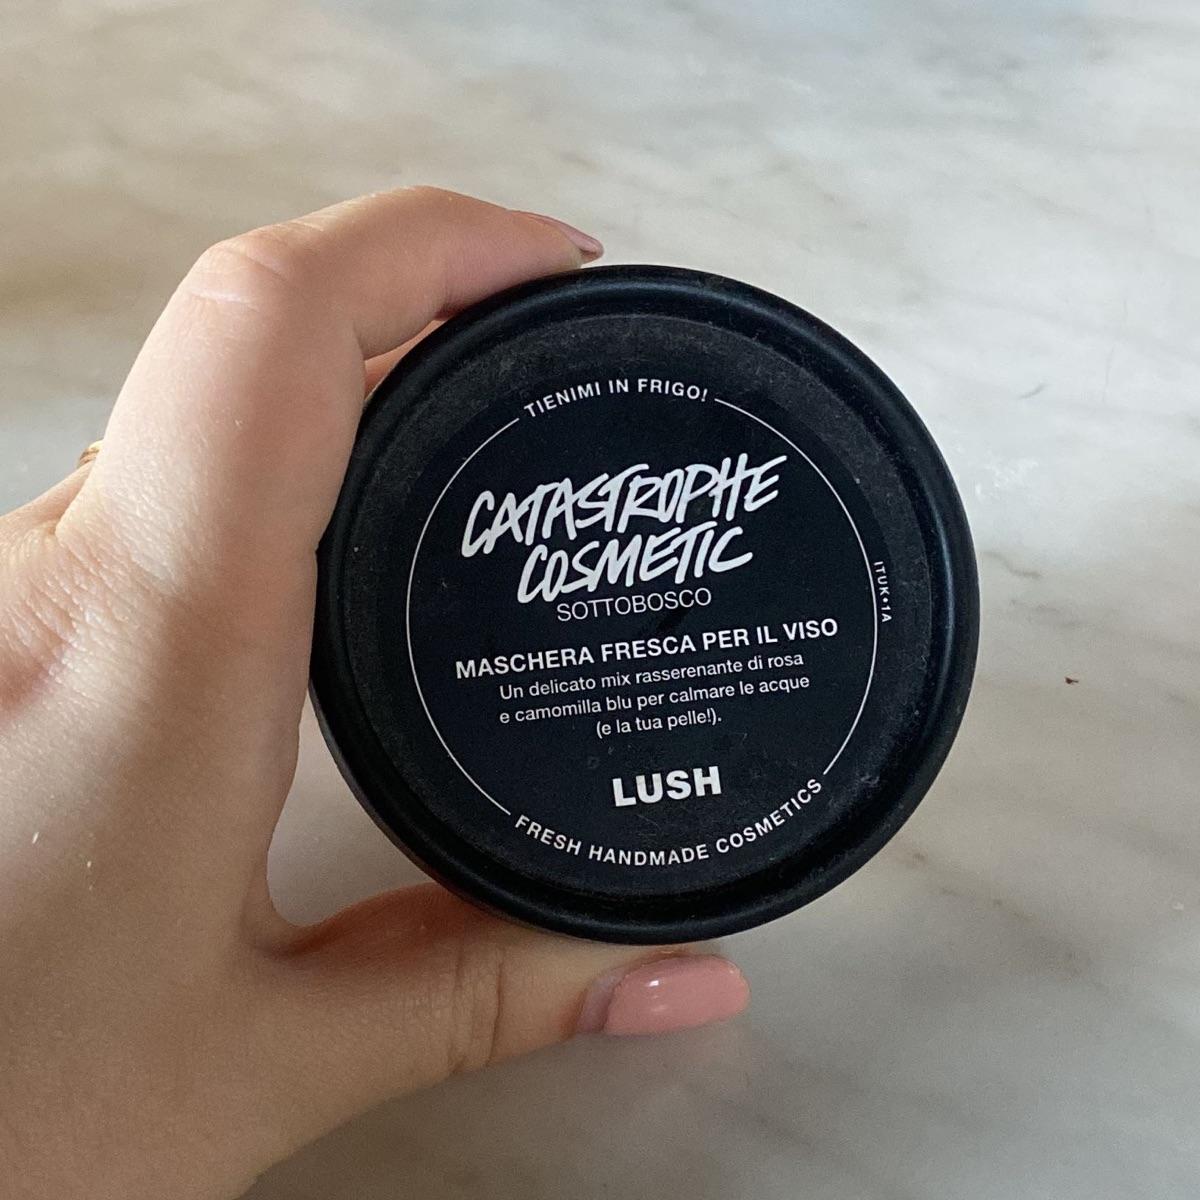 TIENIMI IN FRIGO!
CATASTROPHE
COSMETIC
SOTTOBOSCO
MASCHERA FRESCA PER IL VISO
Un delicato mix rasserenante di rosa
e camomilla blu per calmare le acque
(e la tua pelle!).
LUSH
FRESH HANDMADE COSMETICS
ITUK•1A